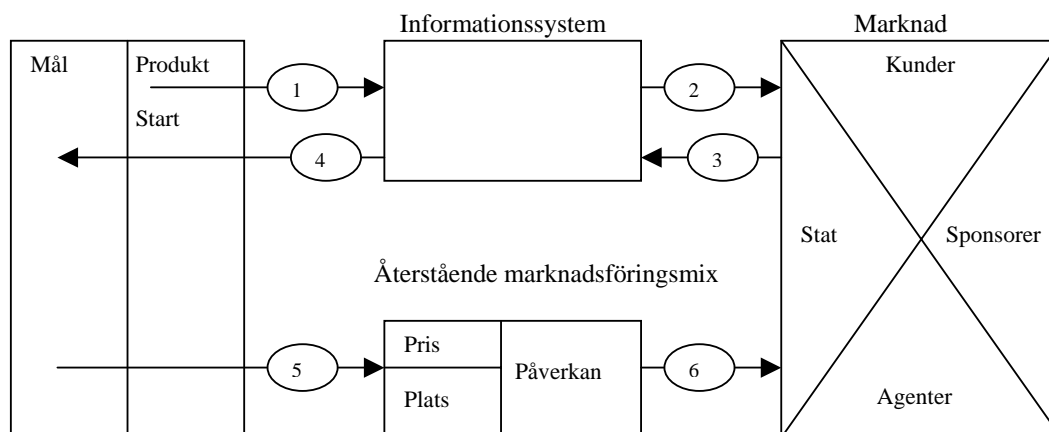 Informationssystem
Marknad
Mål
Produkt
Kunder
1
2
Start
4
3
Stat
Sponsorer
Återstående marknadsföringsmix
Pris
5
Påverkan
6
Plats
Agenter